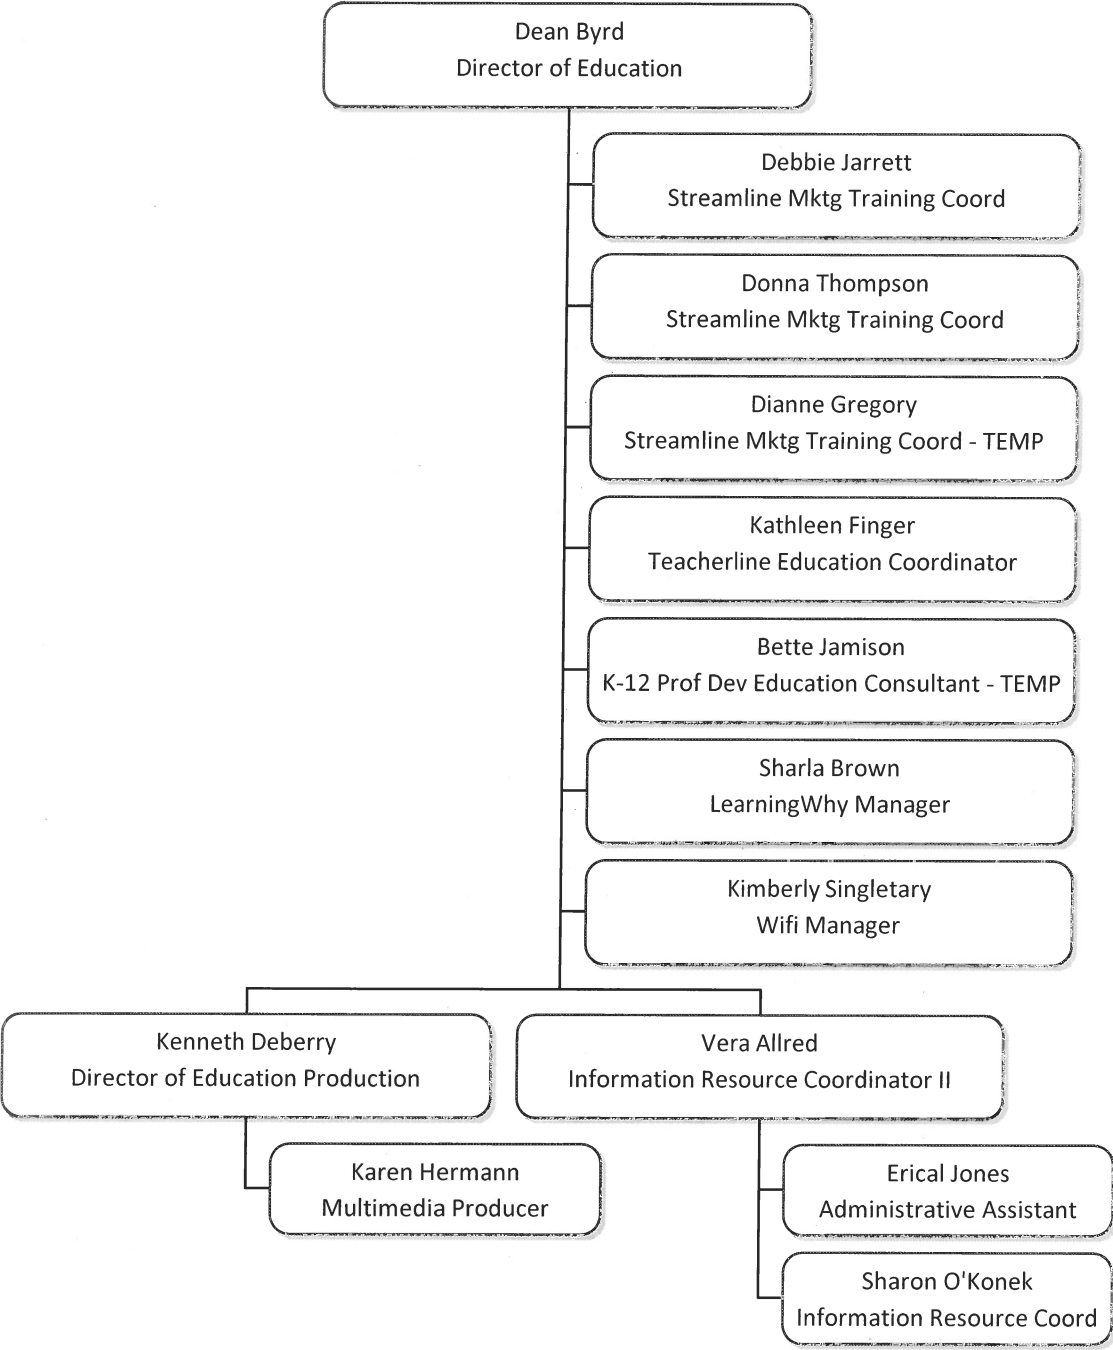 Dean Byrd
Director of Education
Debbie Jarrett
Streamline Mktg Training Coord
Donna Thompson
Streamline Mktg Training Coord
Dianne Gregory
Streamline Mktg Training Coord - TEMP
Kathleen Finger
Teacherline Education Coordinator
Bette Jamison
K-12 Prof Dev Education Consultant - TEMP
Sharla Brown
LearningWhy Manager
Kimberly Singletary
Wifi Manager
Kenneth Deberry
Director of Education Production
Vera Allred
Information Resource Coordinator II
Karen Hermann
Multimedia Producer
Erical Jones
Administrative Assistant
Sharon O'Konek
Information Resource Coord